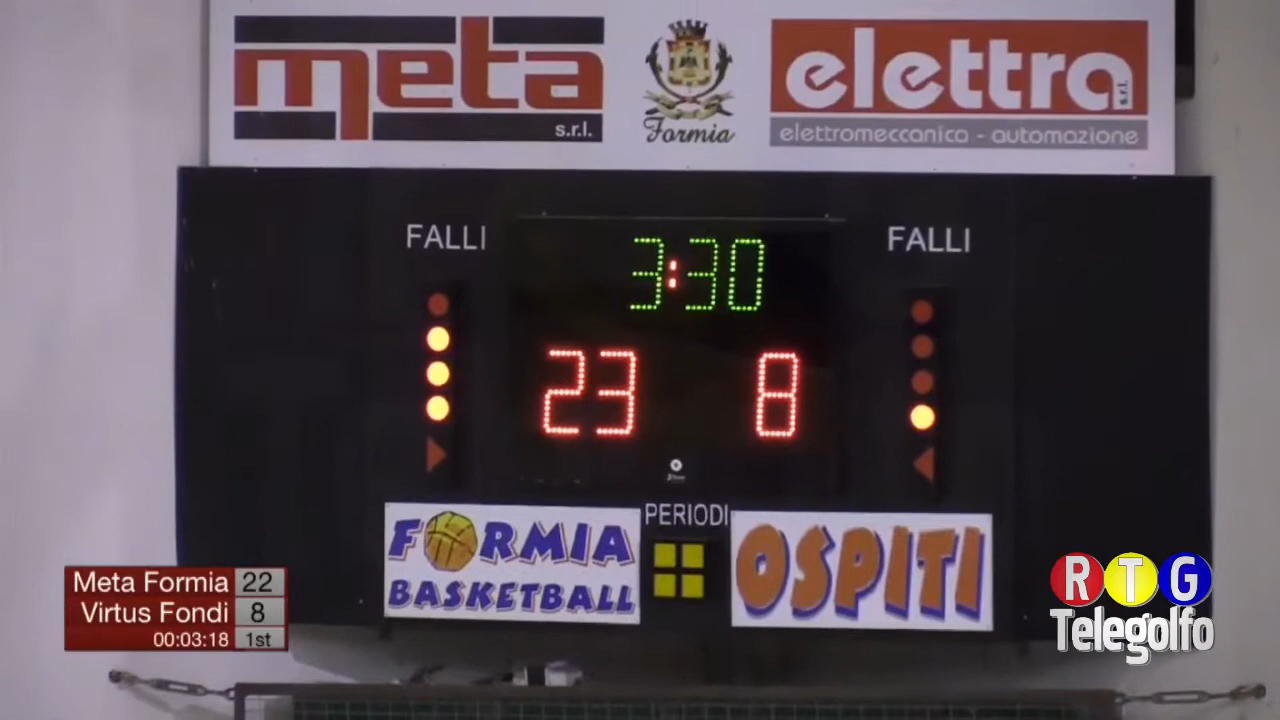 meta
s.r.l.
Formia
elettra
s.r.l.
elettromeccanica - automazione
FALLI
3:30
FALLI
23
8
PERIODI
FORMIA
BASKETBALL
OSPITI
Meta Formia 22
Virtus Fondi 8
00:03:18 1st
RTG
Telegolfo